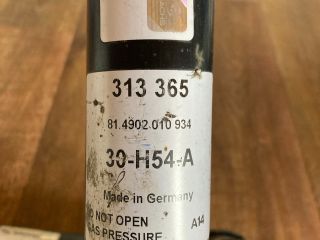 313 365
81.4902.010 934
30-H54-A
Made in Germany
DO NOT OPEN
GAS PRESSURE
A14